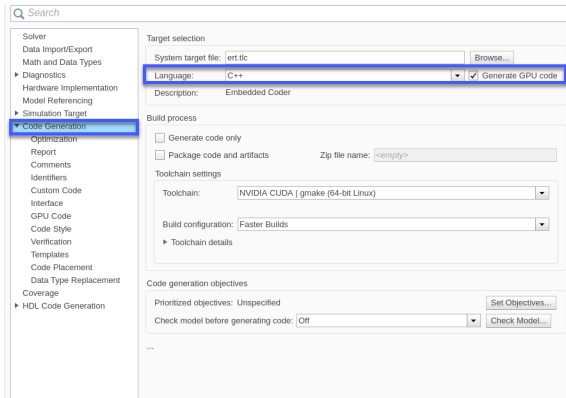 Search
Solver
Data Import/Export
Math and Data Types
Diagnostics
Hardware Implementation
Model Referencing
Simulation Target
Code Generation
Optimization
Report
Comments
Identifiers
Custom Code
Interface
GPU Code
Code Style
Verification
Templates
Code Placement
Data Type Replacement
Coverage
HDL Code Generation
Target selection
System target file: ert.tlc Browse...
Language: C++ Generate GPU code
Description: Embedded Coder
Build process
Generate code only
Package code and artifacts Zip file name: <empty>
Toolchain settings
Toolchain: NVIDIA CUDA | gmake (64-bit Linux)
Build configuration: Faster Builds
Toolchain details
Code generation objectives
Prioritized objectives: Unspecified Set Objectives...
Check model before generating code: Off Check Model...
...